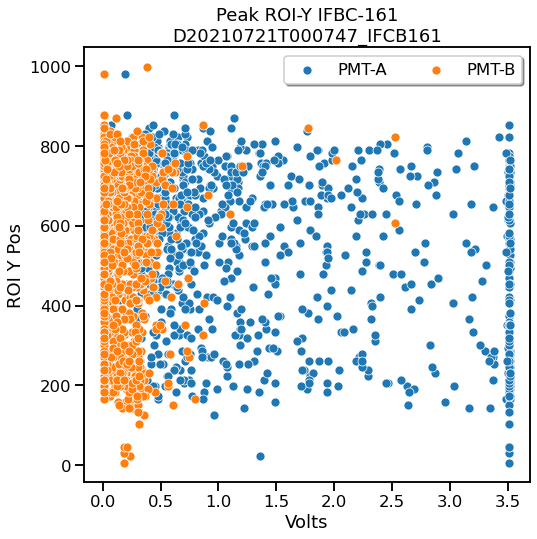 Peak ROI-Y IFBC-161
D20210721T000747_IFCB161
PMT-A PMT-B
ROI Y Pos
1000
800
600
400
200
0
0.0 0.5 1.0 1.5 2.0 2.5 3.0 3.5
Volts